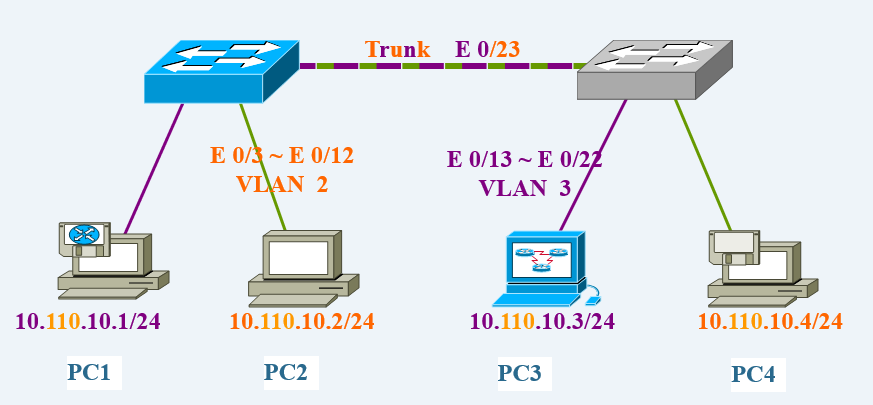 Trunk E 0/23
E 0/3 ~ E 0/12
VLAN 2
E 0/13 ~ E 0/22
VLAN 3
10.110.10.1/24
10.110.10.2/24
10.110.10.3/24
10.110.10.4/24
PC1
PC2
PC3
PC4